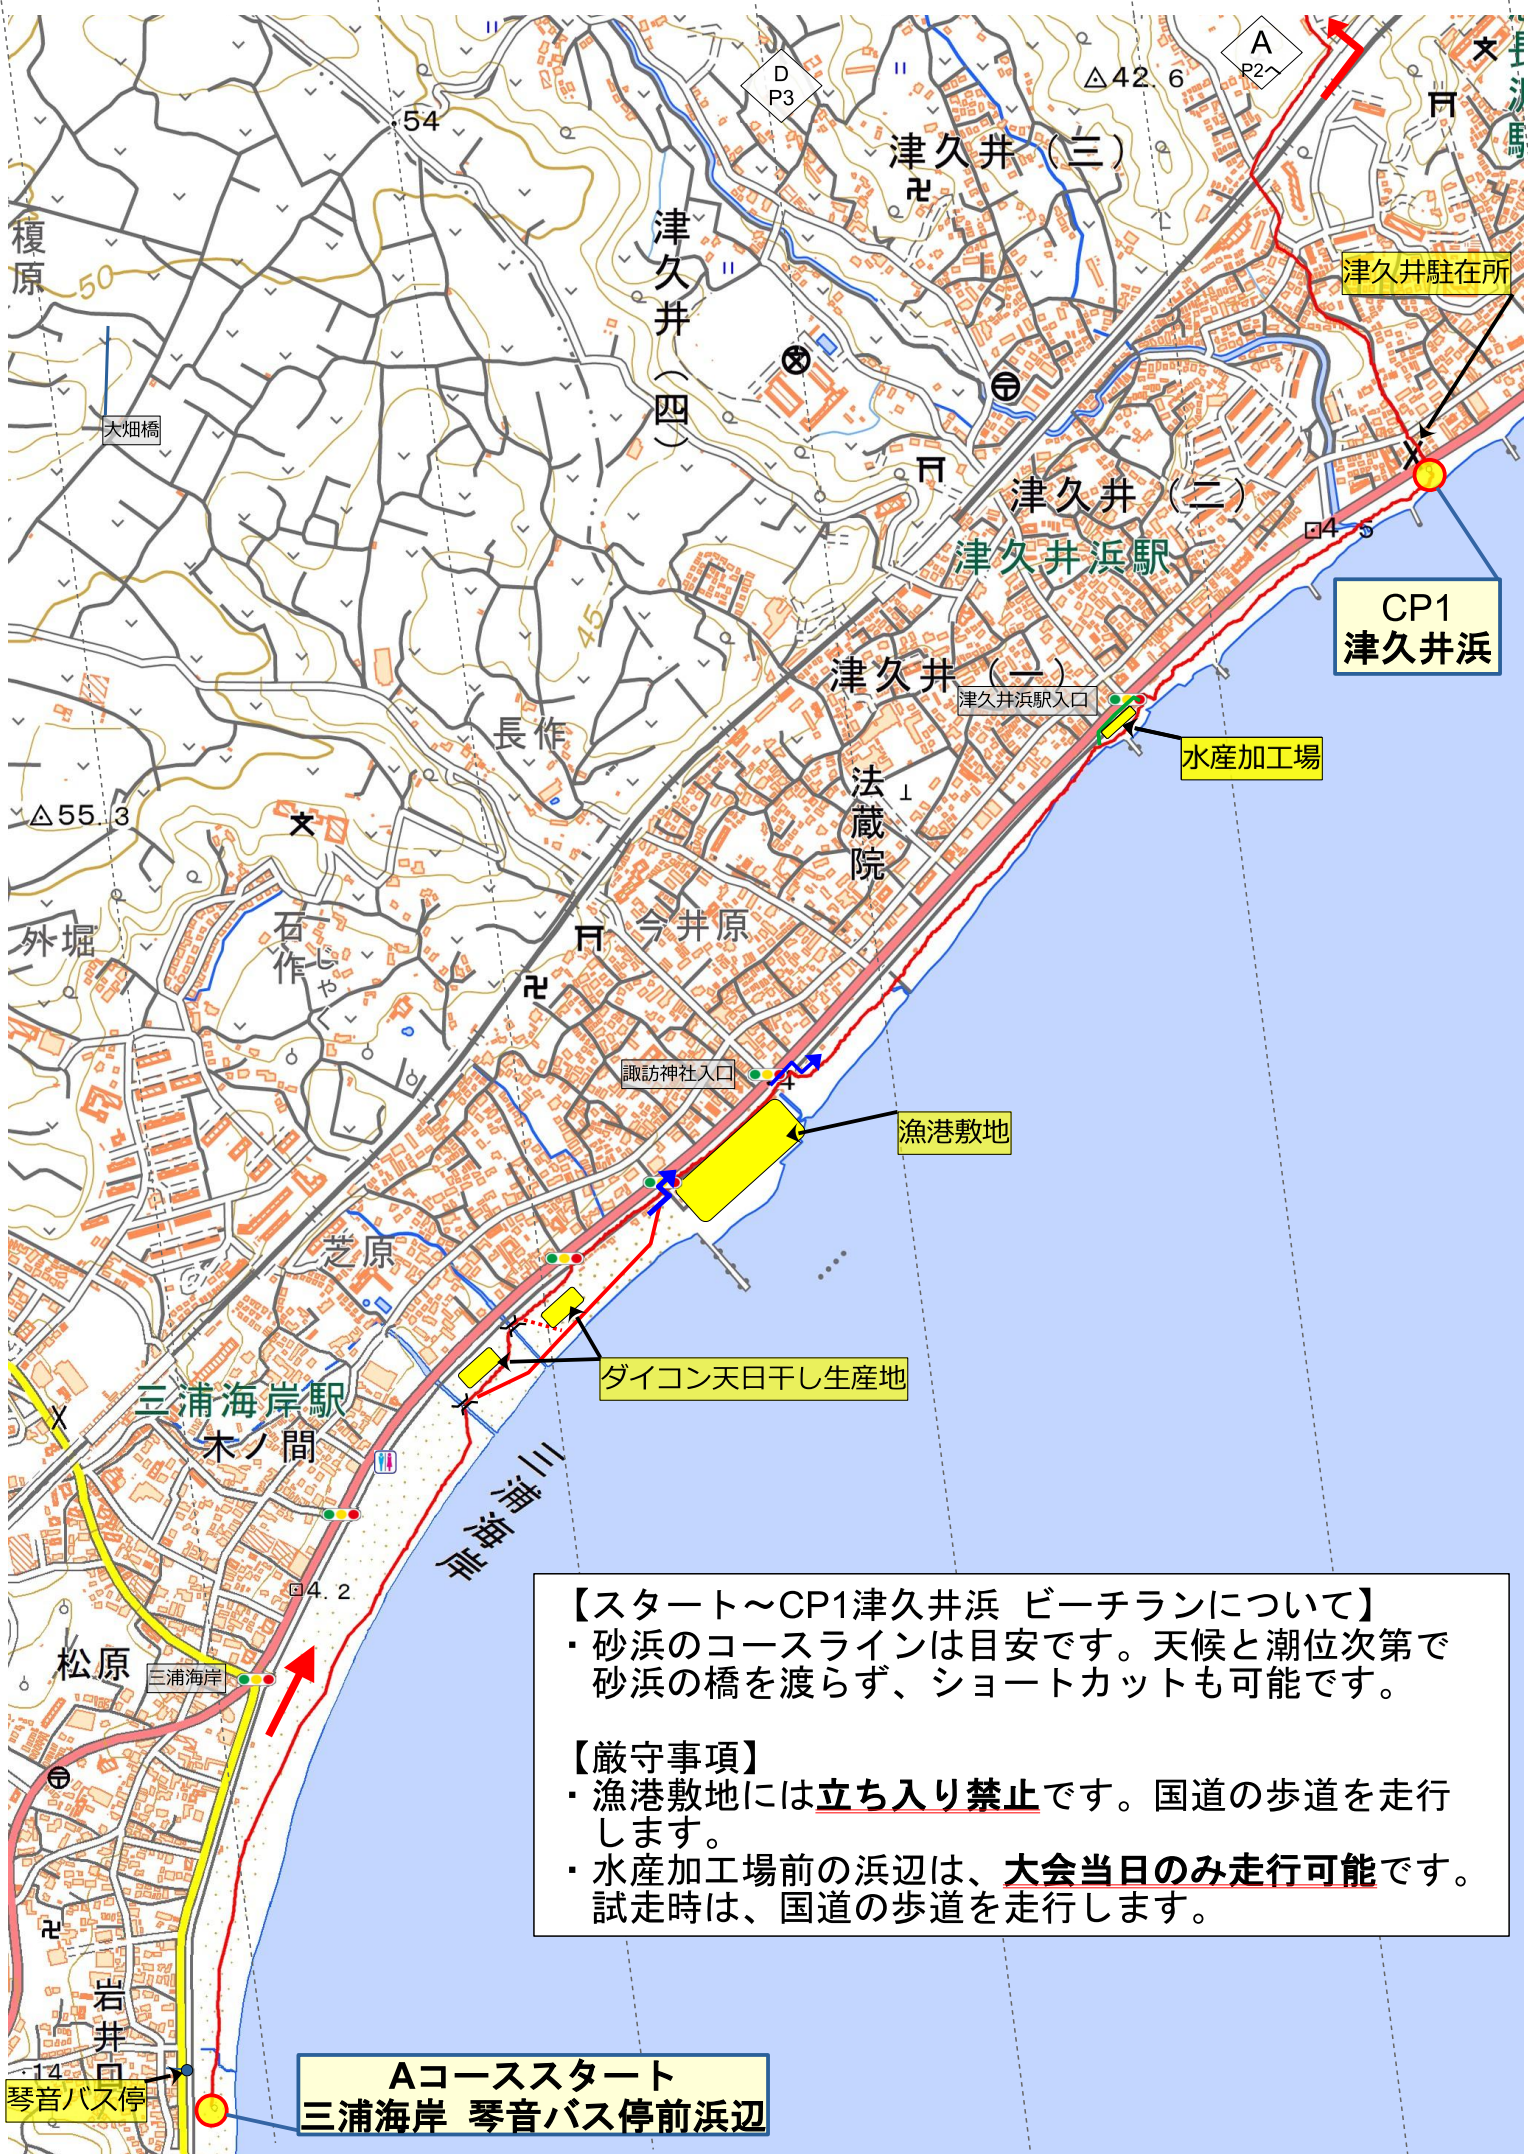 D
P3
A
P2へ
42.6
54
津久井（三）
榎原
50
津久井（四）
津久井駐在所
大畑橋
津久井（二）
4 5
津久井浜駅
CP1
津久井浜
45
津久井（一）
津久井浜駅入口
長作
水産加工場
法蔵院
55.3
外堀
石作
じゃく
今井原
諏訪神社入口
4
漁港敷地
芝原
ダイコン天日干し生産地
三浦海岸駅
木ノ間
三浦海岸
4.2
松原
三浦海岸
【スタート～CP1津久井浜 ビーチランについて】
・砂浜のコースラインは目安です。天候と潮位次第で
砂浜の橋を渡らず、ショートカットも可能です。
【厳守事項】
・漁港敷地には立ち入り禁止です。国道の歩道を走行
します。
・水産加工場前の浜辺は、大会当日のみ走行可能です。
試走時は、国道の歩道を走行します。
岩井口
14
琴音バス停
Aコーススタート
三浦海岸 琴音バス停前浜辺